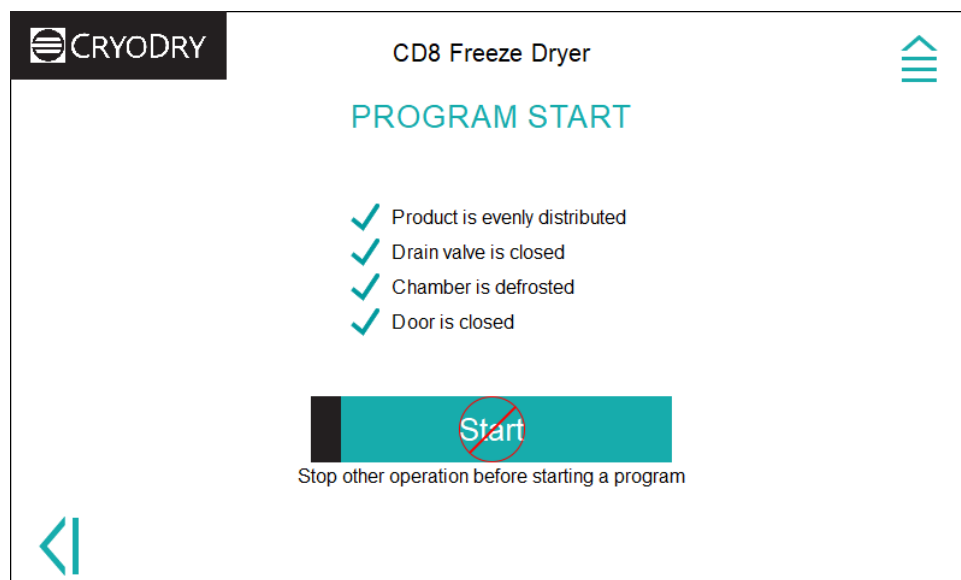 CRYODRY
CD8 Freeze Dryer
PROGRAM START
Product is evenly distributed
Drain valve is closed
Chamber is defrosted
Door is closed
Start
Stop other operation before starting a program